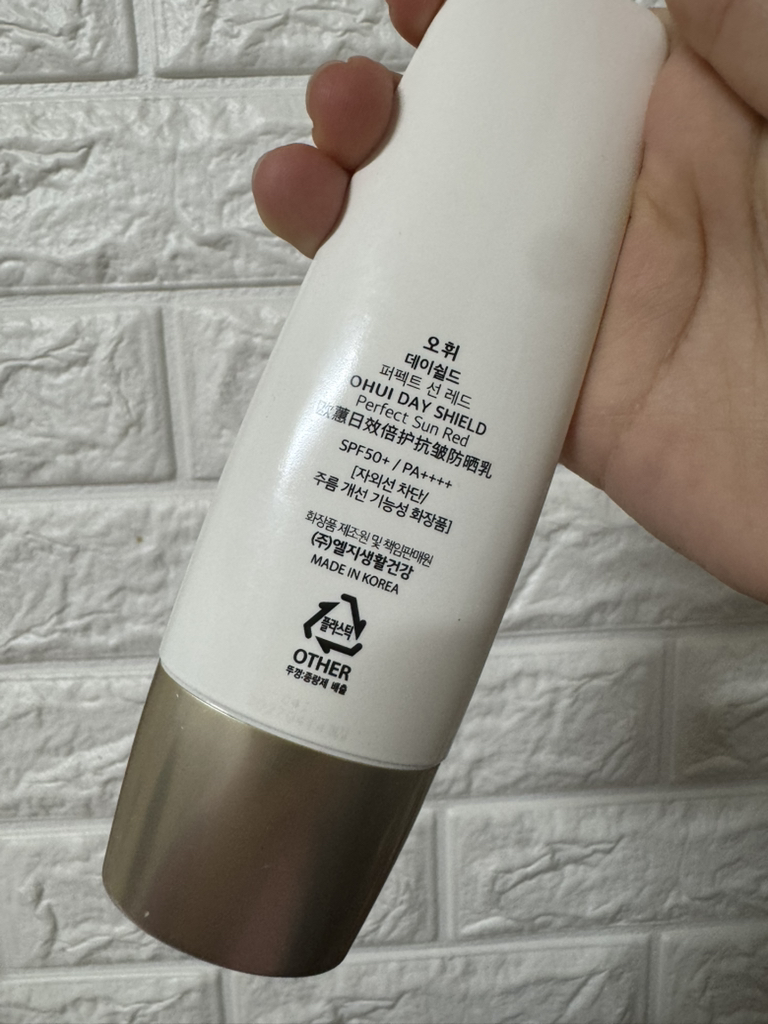 오휘
데이쉴드
퍼펙트 선 레드
OHUI DAY SHIELD
Perfect Sun Red
欧蕙日效倍护抗皱防晒乳
SPF50+ / PA++++
[자외선 차단/
주름 개선 기능성 화장품]
화장품 제조원 및 책임판매원
(주)엘지생활건강
MADE IN KOREA
플라스틱
OTHER
뚜껑:종량제 배출